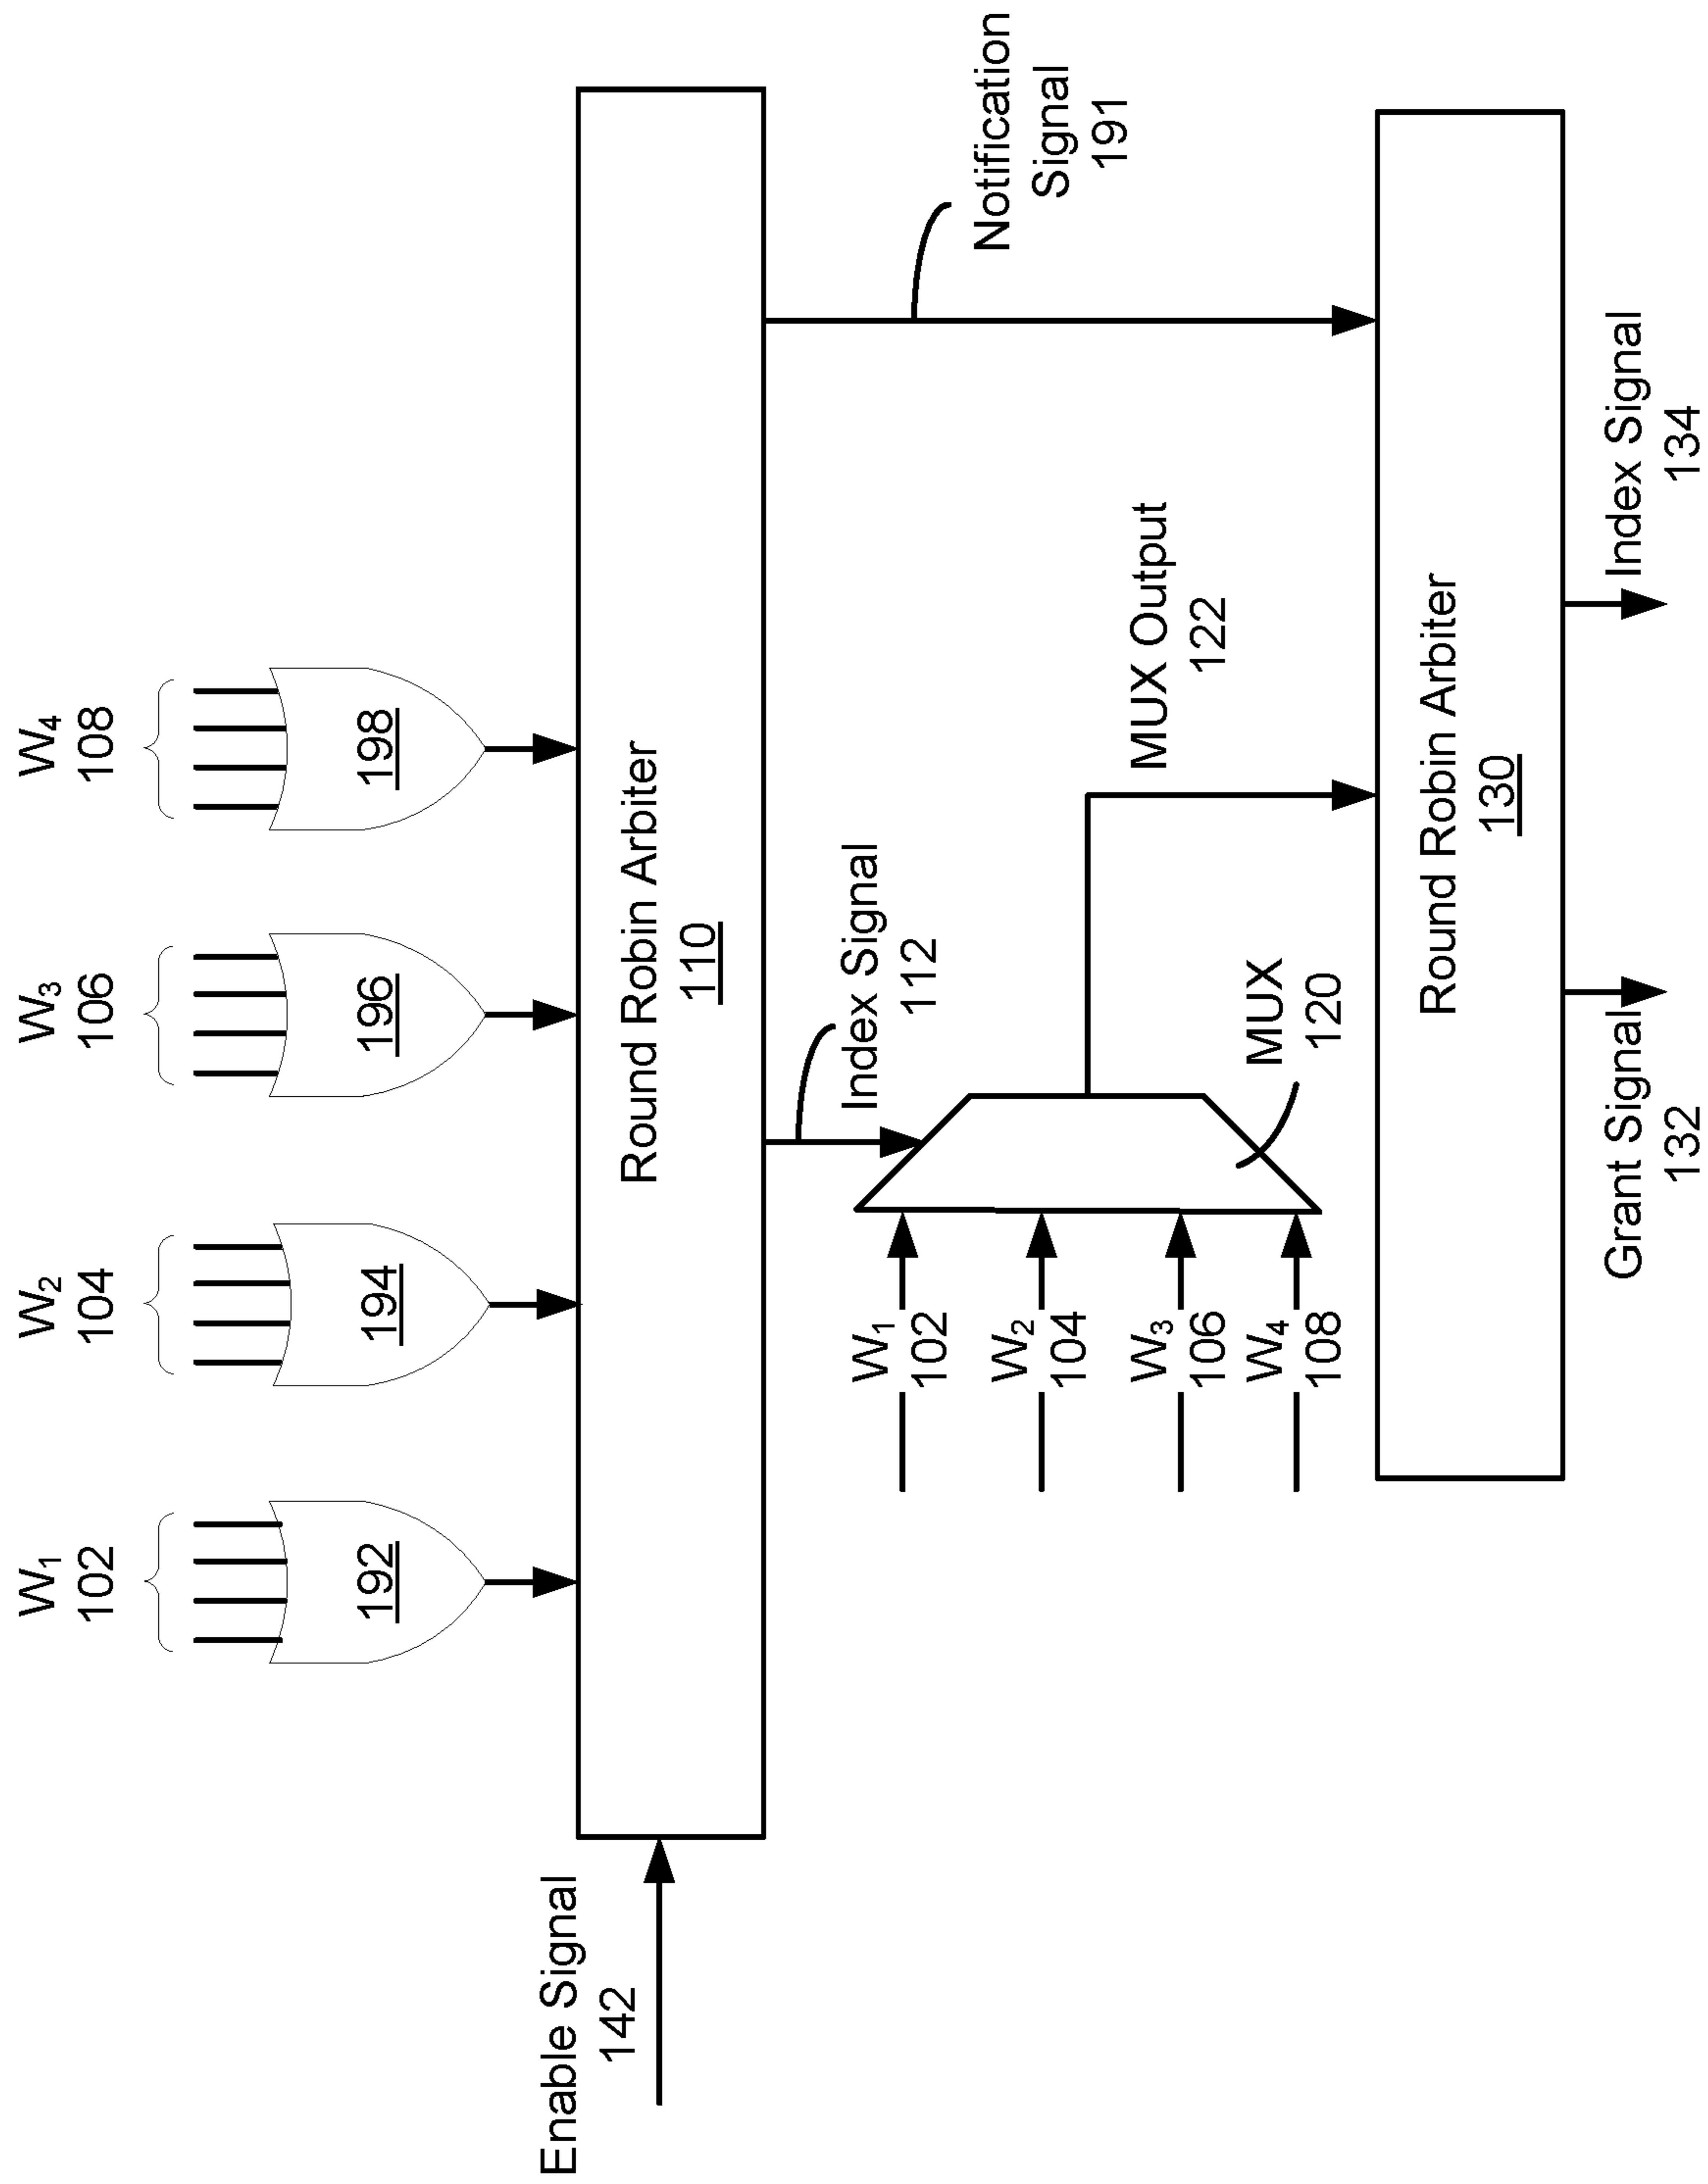 W₁
102
W₂
104
W₃
106
W₄
108
192
194
196
198
Enable Signal
142
Round Robin Arbiter
110
Index Signal
112
Notification
Signal
191
W₁
102
W₂
104
W₃
106
W₄
108
MUX
120
MUX Output
122
Round Robin Arbiter
130
Grant Signal
132
Index Signal
134